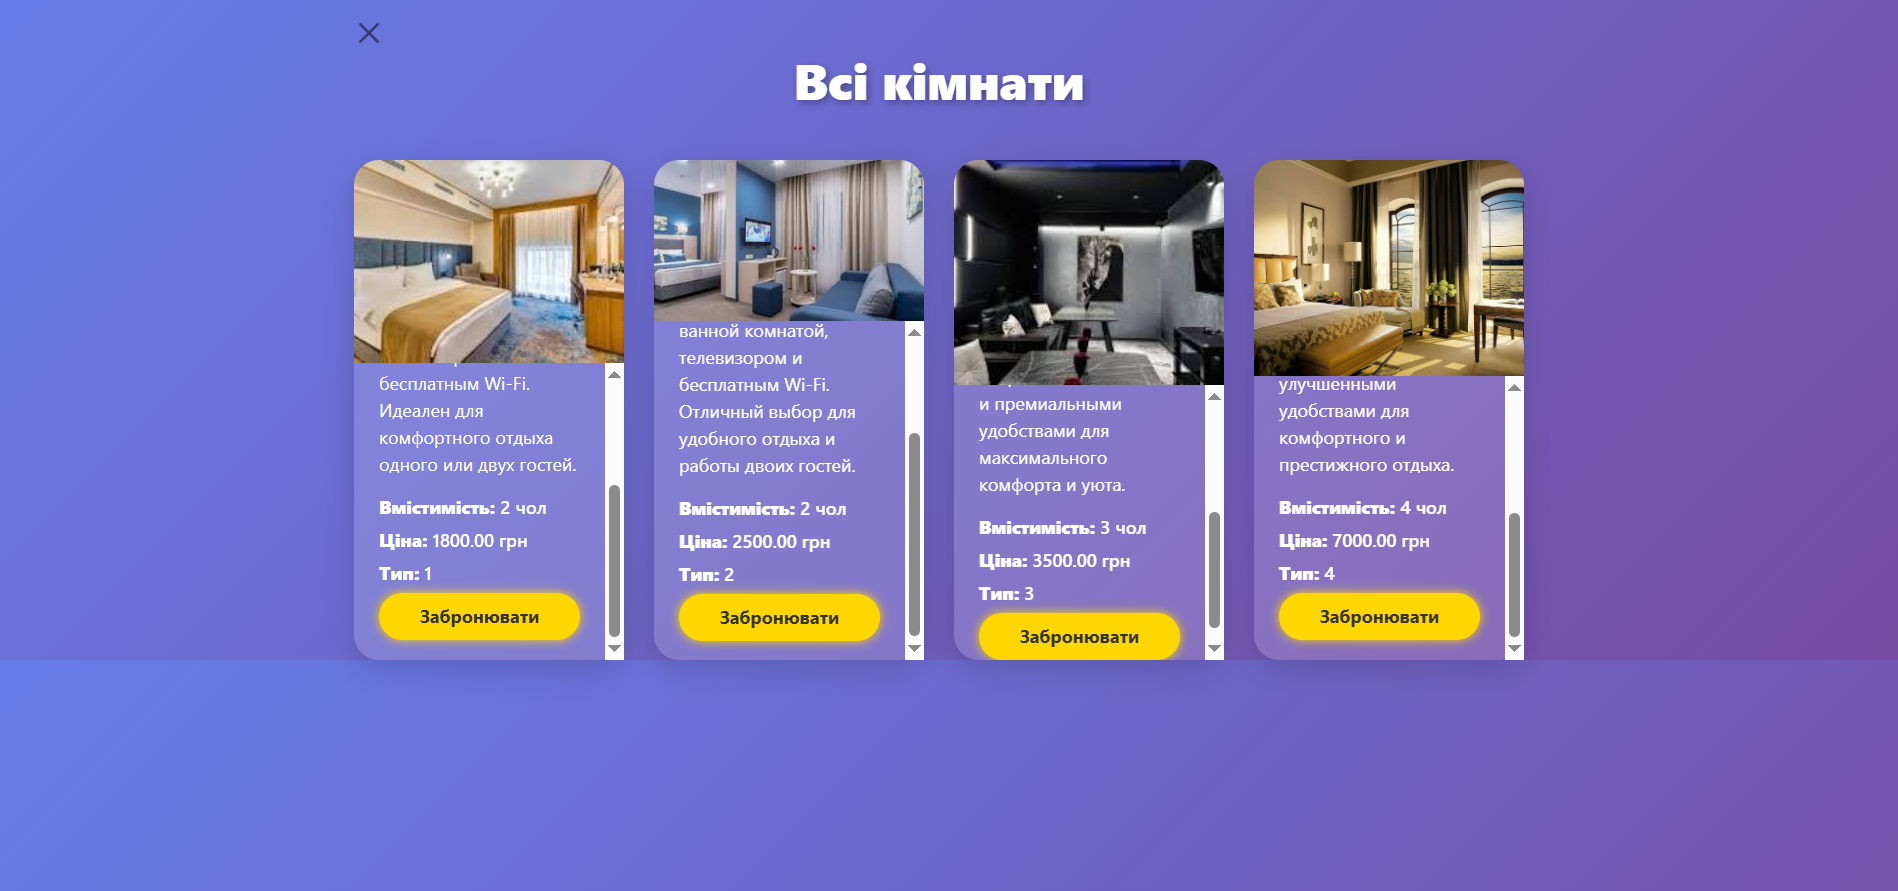 Всі кімнати
бесплатным Wi-Fi.
Идеален для
комфортного отдыха
одного или двух гостей.
Вмістимість: 2 чол
Ціна: 1800.00 грн
Тип: 1
Забронювати
ванной комнатой,
телевизором и
бесплатным Wi-Fi.
Отличный выбор для
удобного отдыха и
работы двоих гостей.
Вмістимість: 2 чол
Ціна: 2500.00 грн
Тип: 2
Забронювати
и премиальными
удобствами для
максимального
комфорта и уюта.
Вмістимість: 3 чол
Ціна: 3500.00 грн
Тип: 3
Забронювати
улучшенными
удобствами для
комфортного и
престижного отдыха.
Вмістимість: 4 чол
Ціна: 7000.00 грн
Тип: 4
Забронювати